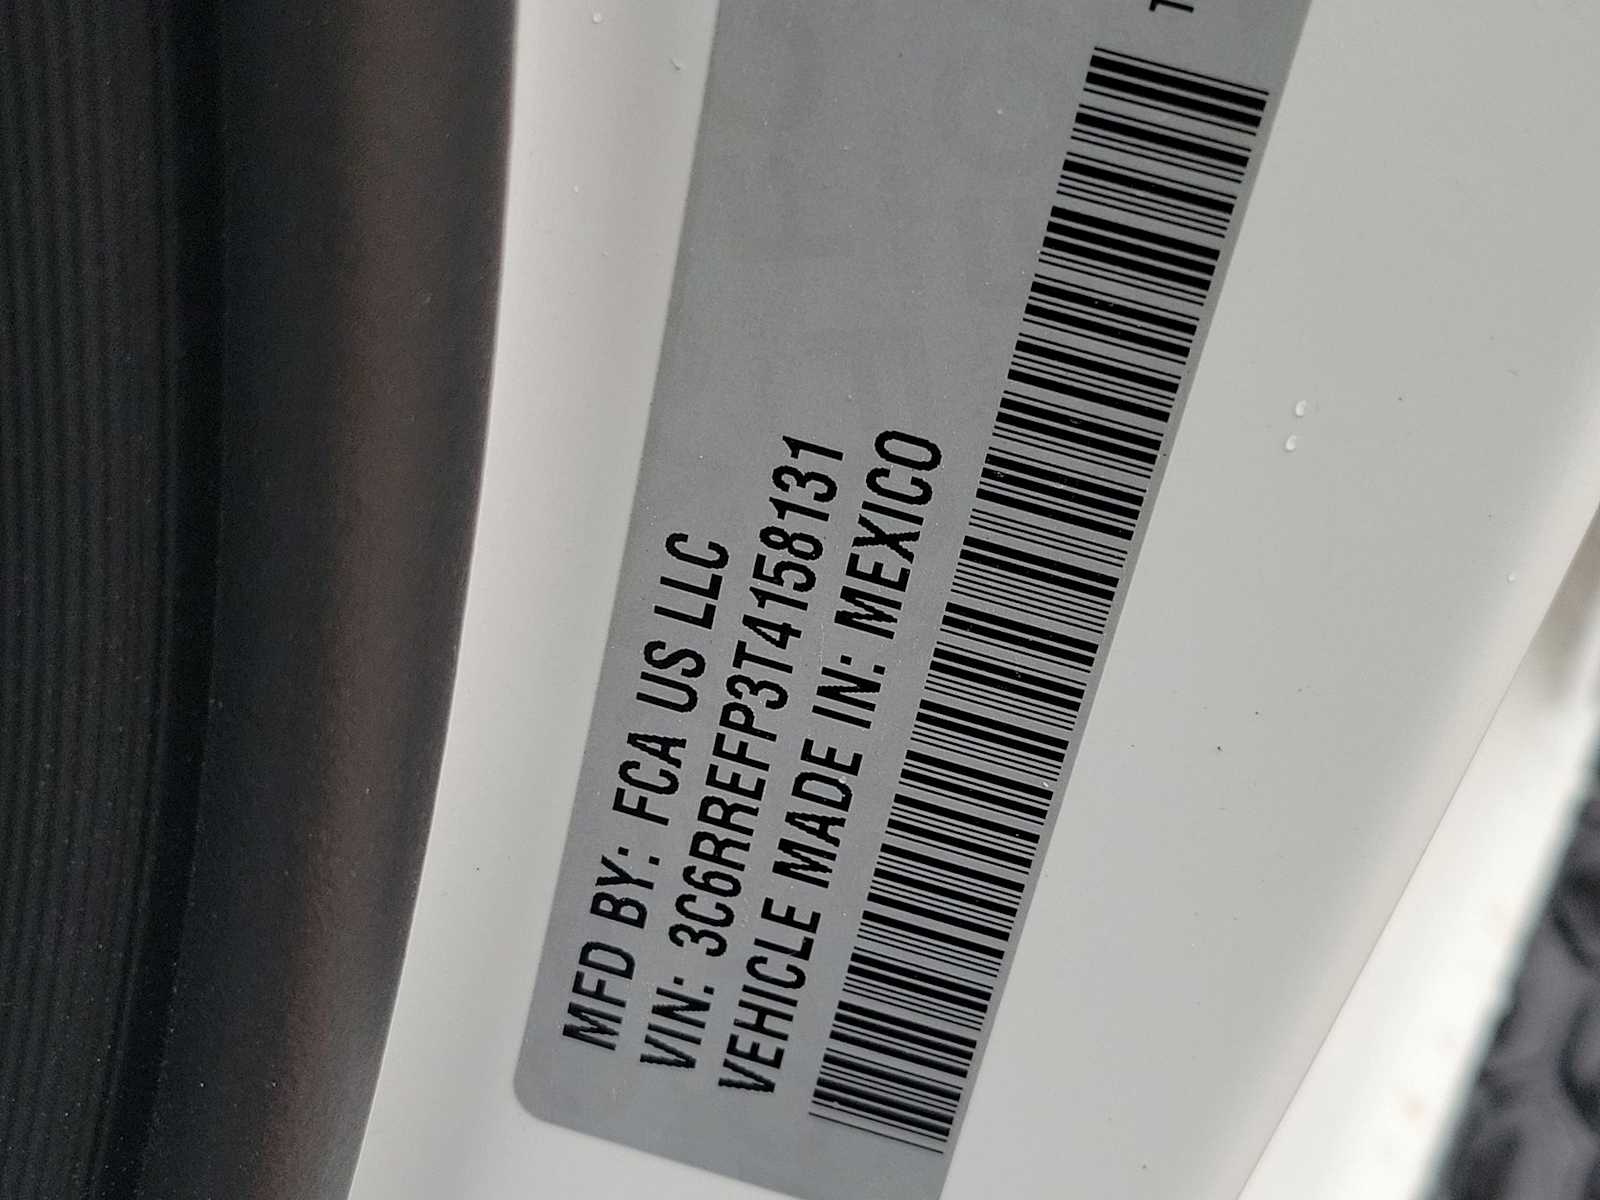 MFD BY: FCA US LLC
VIN: 3C6RREFP3T4158131
VEHICLE MADE IN: MEXICO